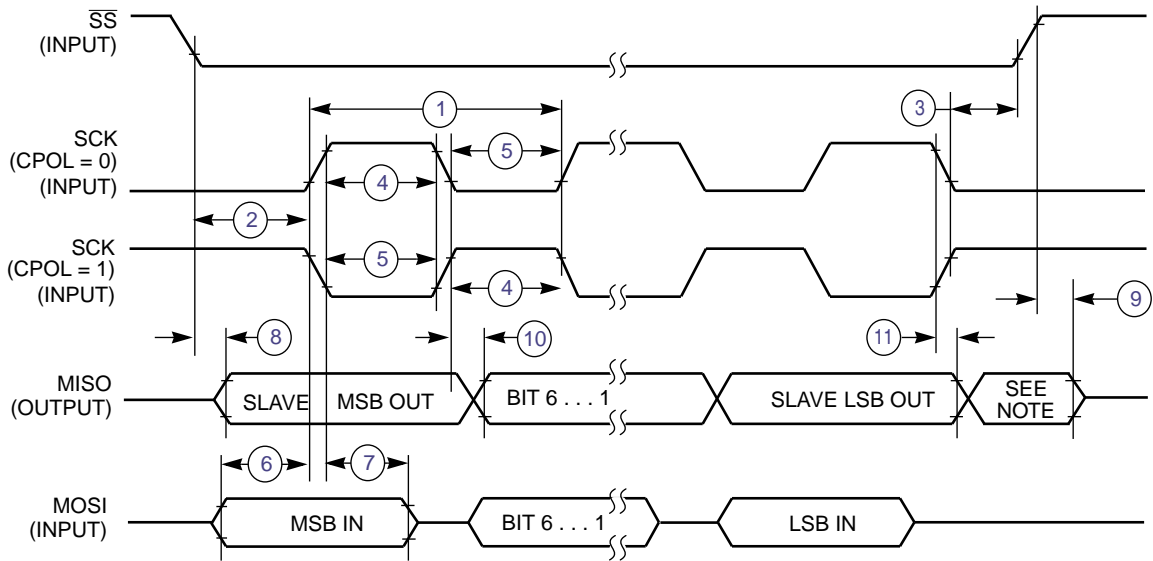 SS
(INPUT)
1
3
SCK
(CPOL = 0)
(INPUT)
5
4
2
SCK
(CPOL = 1)
(INPUT)
5
4
9
8
10
11
MISO
(OUTPUT)
SLAVE MSB OUT
BIT 6 . . . 1
SLAVE LSB OUT
SEE
NOTE
6
7
MOSI
(INPUT)
MSB IN
BIT 6 . . . 1
LSB IN